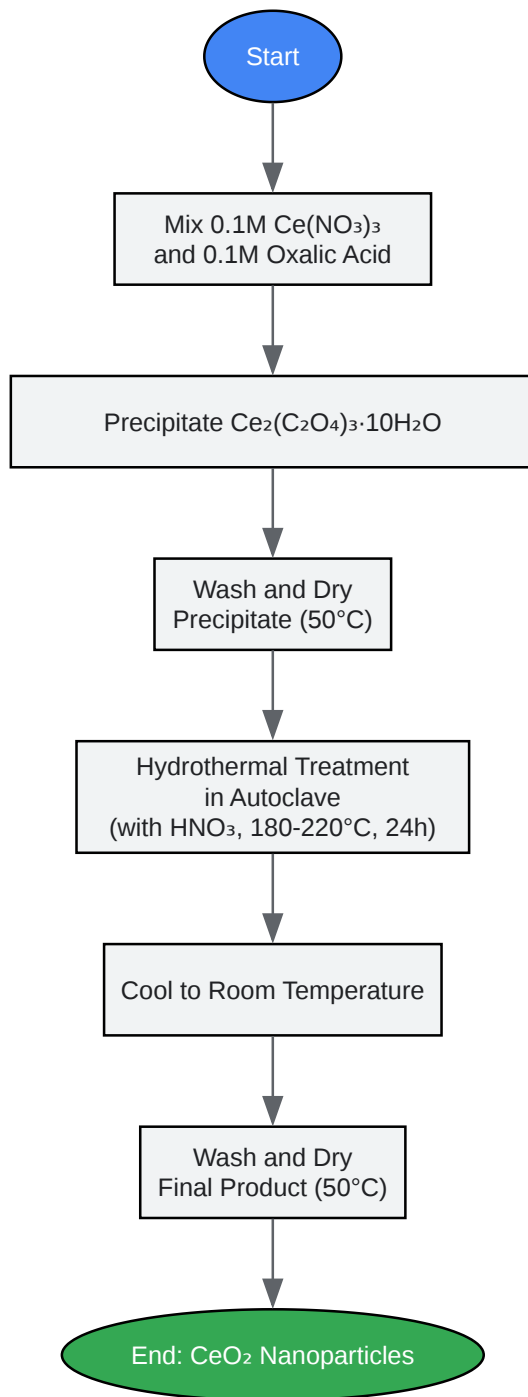 Start
Mix 0.1M Ce(NO₃)₃
and 0.1M Oxalic Acid
Precipitate Ce₂(C₂O₄)₃·10H₂O
Wash and Dry
Precipitate (50°C)
Hydrothermal Treatment
in Autoclave
(with HNO₃, 180-220°C, 24h)
Cool to Room Temperature
Wash and Dry
Final Product (50°C)
End: CeO₂ Nanoparticles